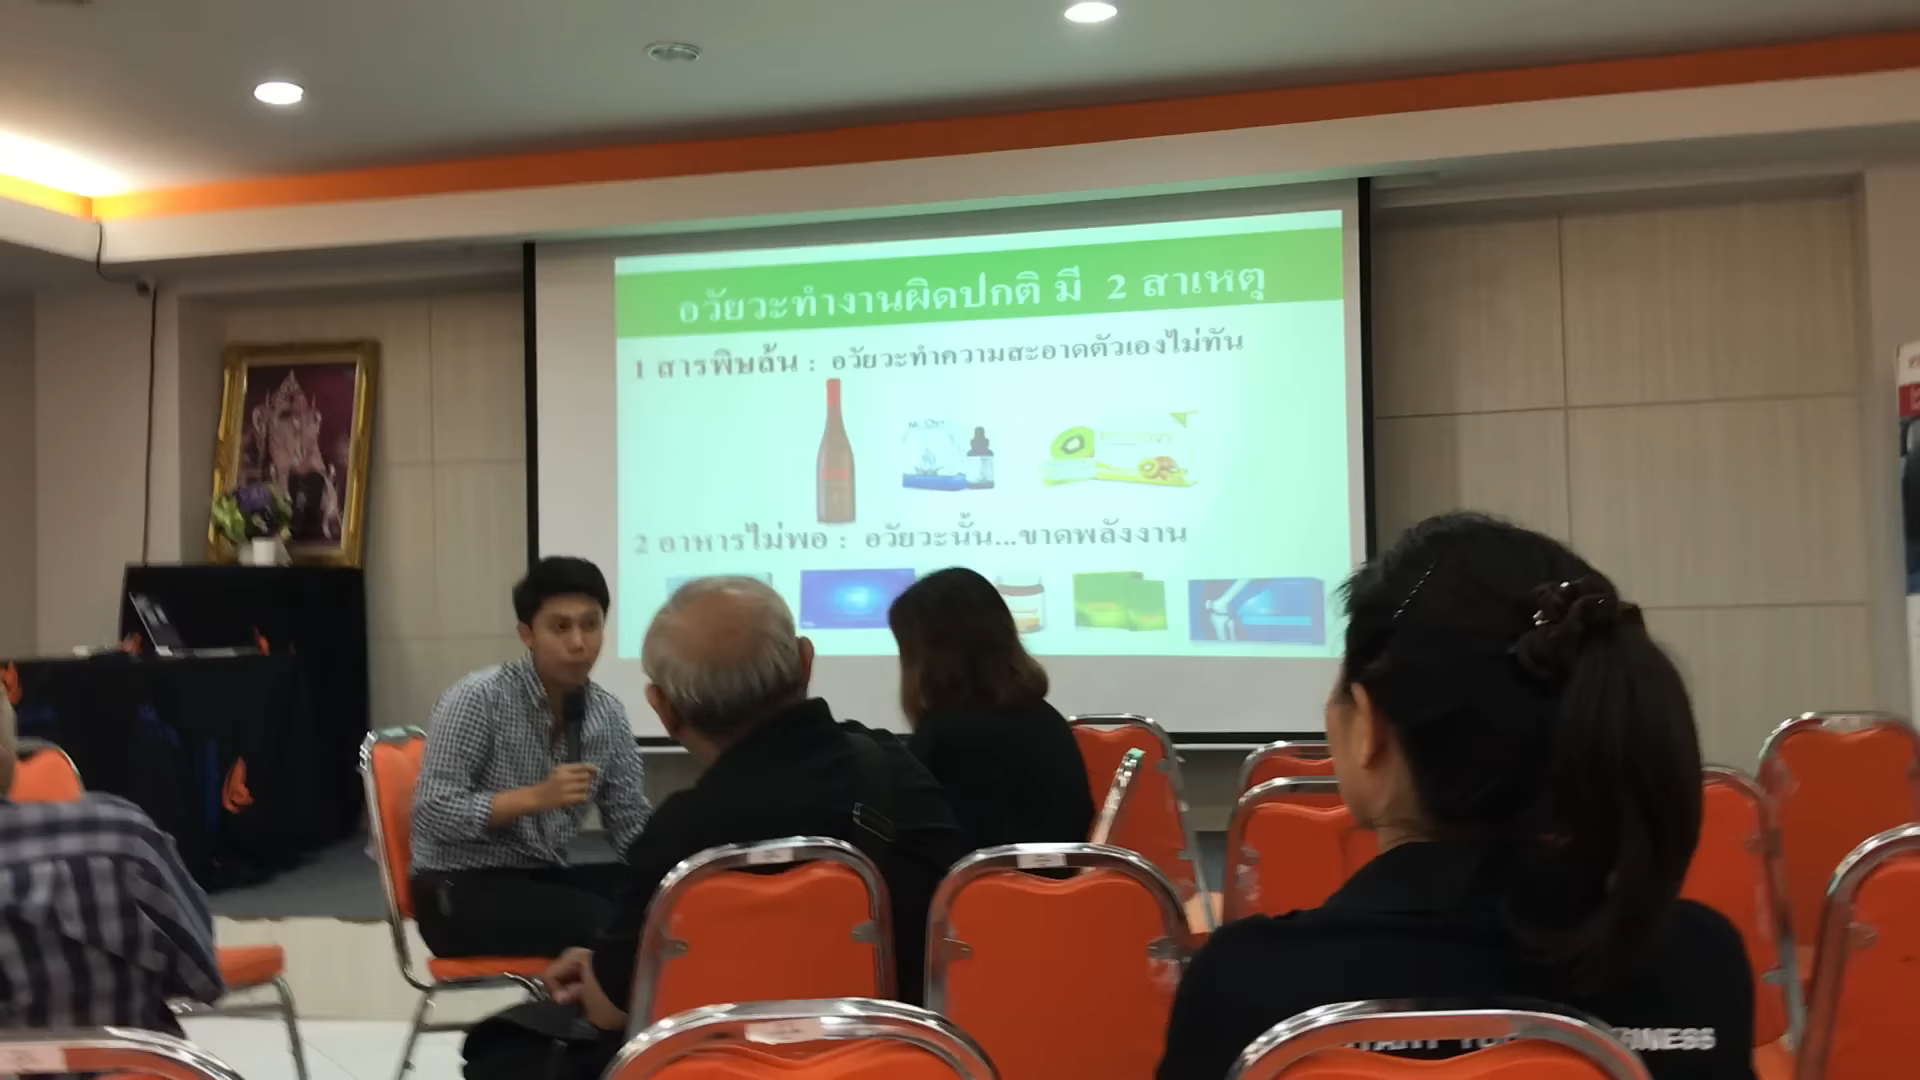 อวัยวะทำงานผิดปกติ มี 2 สาเหตุ
1 สารพิษล้น : อวัยวะทำความสะอาดตัวเองไม่ทัน
2 อาหารไม่พอ : อวัยวะนั้น...ขาดพลังงาน